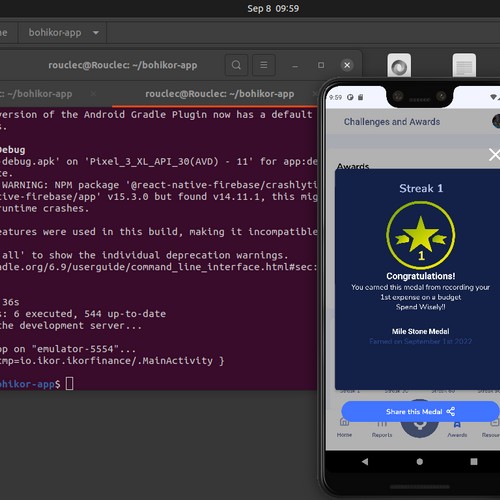 Sep 8 09:59
bohikor-app
rouclec@Rouclec: ~/bohikor-app
: ~/bohikor-app
rouclec@Rouclec: ~/bohikor-app
version of the Android Gradle Plugin now has a default
s.
Debug
-debug.apk' on 'Pixel_3_XL_API_30(AVD) - 11' for app:de
te.
WARNING: NPM package '@react-native-firebase/crashlyti
tive-firebase/app' v15.3.0 but found v14.11.1, this mig
runtime crashes.
eatures were used in this build, making it incompatible
all' to show the individual deprecation warnings.
adle.org/6.9/userguide/command_line_interface.html#sec:
36s
s: 6 executed, 544 up-to-date
the development server...
app on "emulator-5554"...
cmp=io.ikor.ikorfinance/.MainActivity }
bohikor-app$
9:59
Challenges and Awards
Awards
Streak 1
1
Congratulations!
You earned this medal from recording your
1st expense on a budget
Spend Wisely!!
Mile Stone Medal
Earned on September 1st 2022
Share this Medal
Home
Reports
Awards